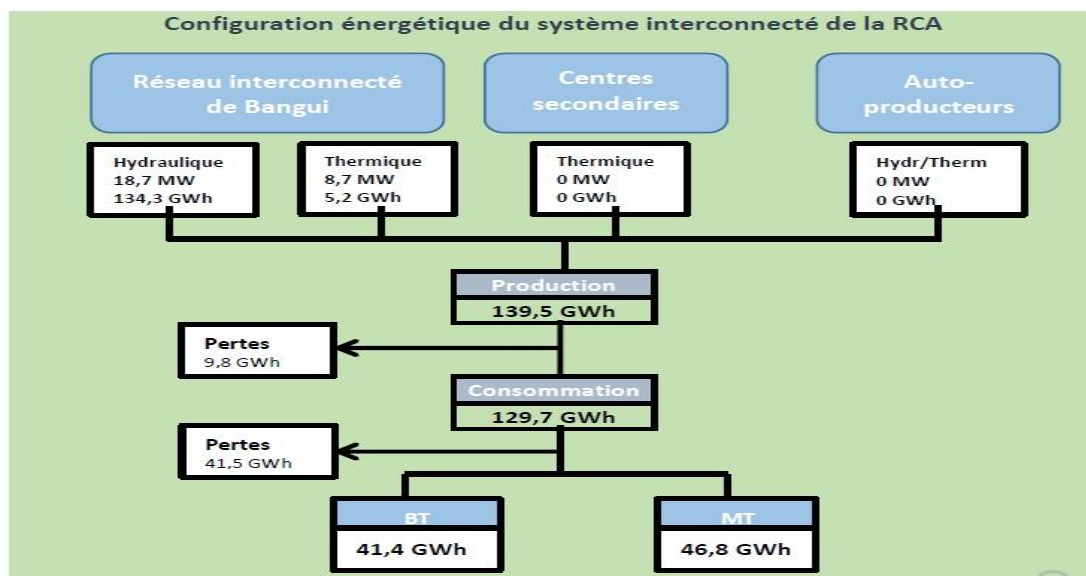 Configuration énergétique du système interconnecté de la RCA
Réseau interconnecté
de Bangui
Centres
secondaires
Auto-
producteurs
Hydraulique
18,7 MW
134,3 GWh
Thermique
8,7 MW
5,2 GWh
Thermique
0 MW
0 GWh
Hydr/Therm
0 MW
0 GWh
Production
139,5 GWh
Pertes
9,8 GWh
Consommation
129,7 GWh
Pertes
41,5 GWh
BT
41,4 GWh
MT
46,8 GWh